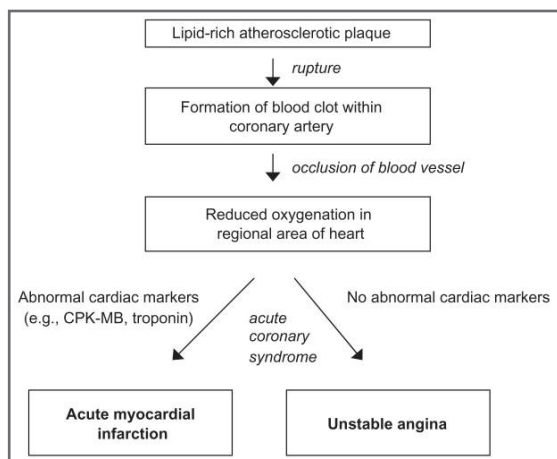 Lipid-rich atherosclerotic plaque
rupture
Formation of blood clot within
coronary artery
occlusion of blood vessel
Reduced oxygenation in
regional area of heart
Abnormal cardiac markers
(e.g., CPK-MB, troponin)
No abnormal cardiac markers
acute
coronary
syndrome
Acute myocardial
infarction
Unstable angina